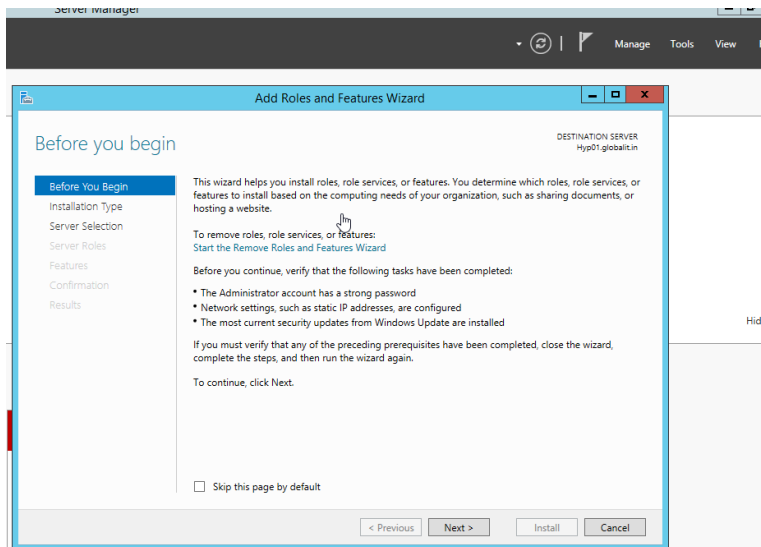 Server Manager
Manage Tools View
Add Roles and Features Wizard
Before you begin
DESTINATION SERVER
Hyp01.globalit.in
Before You Begin
Installation Type
Server Selection
Server Roles
Features
Confirmation
Results
This wizard helps you install roles, role services, or features. You determine which roles, role services, or
features to install based on the computing needs of your organization, such as sharing documents, or
hosting a website.
To remove roles, role services, or features:
Start the Remove Roles and Features Wizard
Before you continue, verify that the following tasks have been completed:
• The Administrator account has a strong password
• Network settings, such as static IP addresses, are configured
• The most current security updates from Windows Update are installed
If you must verify that any of the preceding prerequisites have been completed, close the wizard,
complete the steps, and then run the wizard again.
To continue, click Next.
Hid
Skip this page by default
< Previous Next > Install Cancel